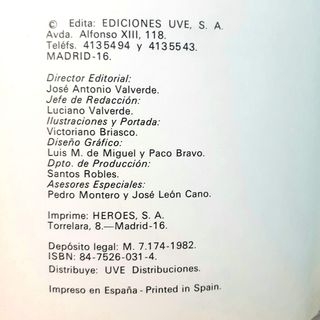 © Edita: EDICIONES UVE, S. A.
Avda. Alfonso XIII, 118.
Teléfs. 4135494 y 4135543.
MADRID-16.
Director Editorial:
José Antonio Valverde.
Jefe de Redacción:
Luciano Valverde.
Ilustraciones y Portada:
Victoriano Briasco.
Diseño Gráfico:
Luis M. de Miguel y Paco Bravo.
Dpto. de Producción:
Santos Robles.
Asesores Especiales:
Pedro Montero y José León Cano.
Imprime: HEROES, S. A.
Torrelara, 8.—Madrid-16.
Depósito legal: M. 7.174-1982.
ISBN: 84-7526-031-4.
Distribuye: UVE Distribuciones.
Impreso en España - Printed in Spain.